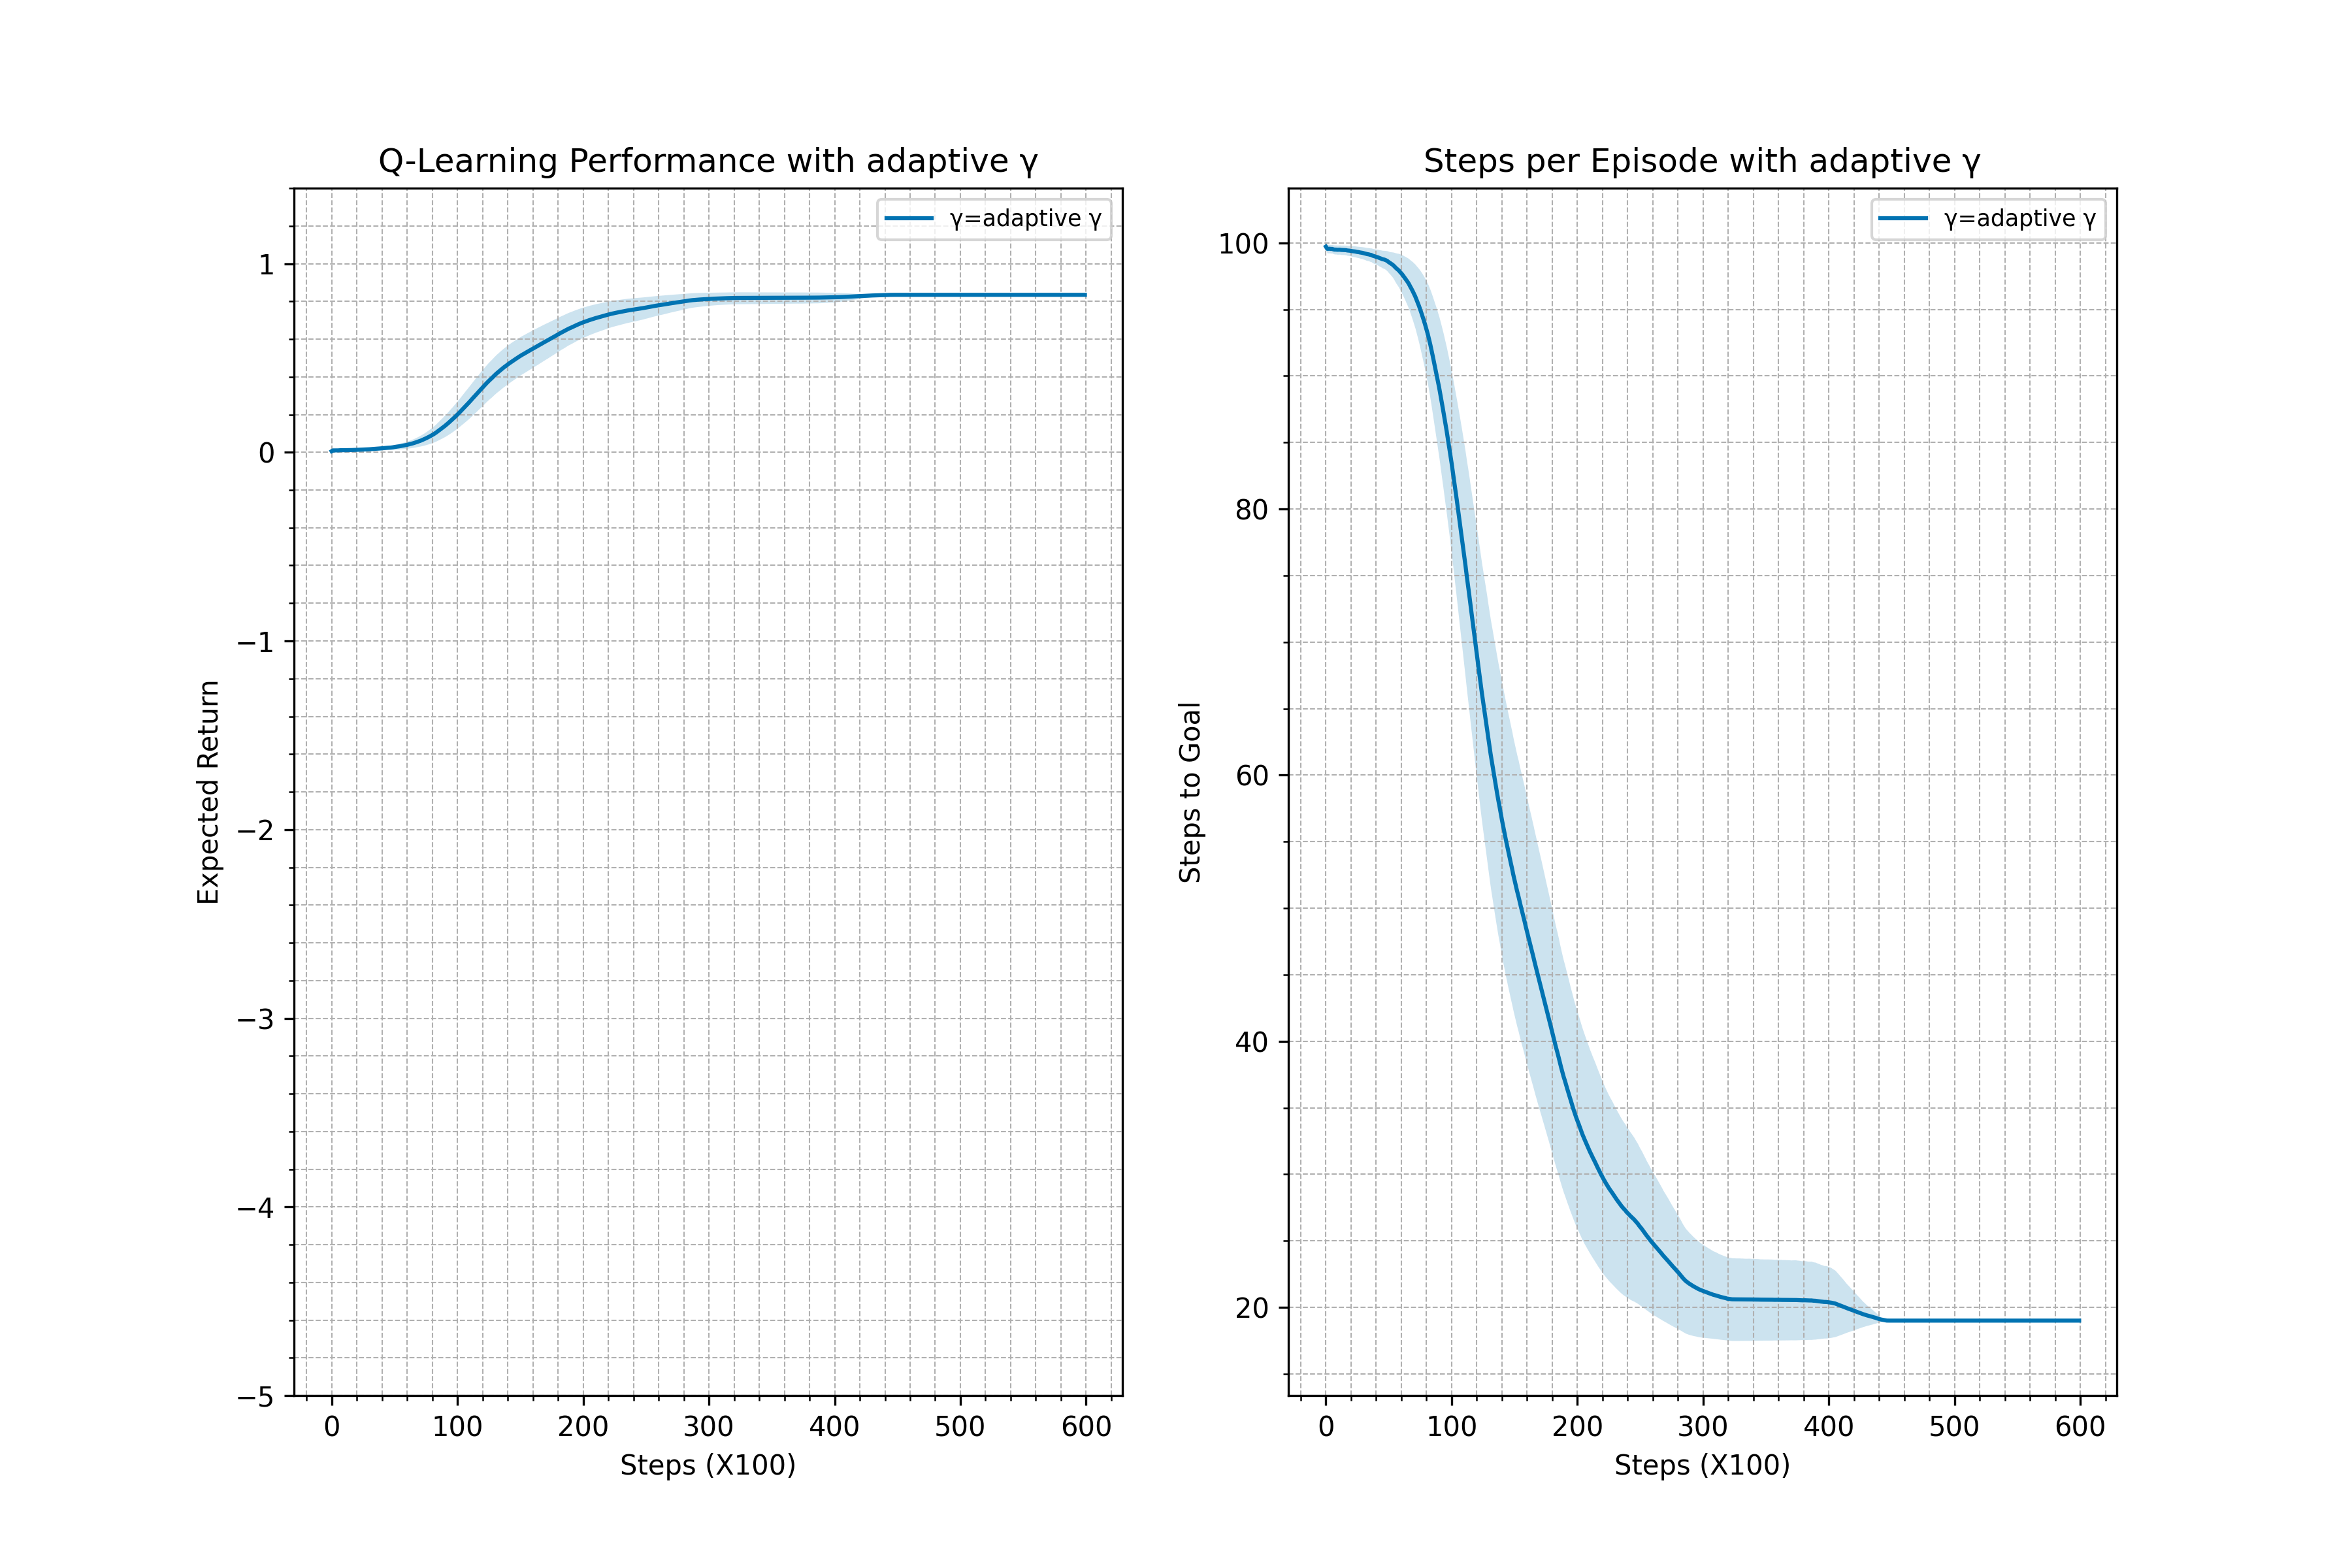 Q-Learning Performance with adaptive γ
γ=adaptive γ
1
0
−1
−2
−3
−4
−5
Expected Return
0 100 200 300 400 500 600
Steps (X100)
Steps per Episode with adaptive γ
γ=adaptive γ
100
80
60
40
20
Steps to Goal
0 100 200 300 400 500 600
Steps (X100)